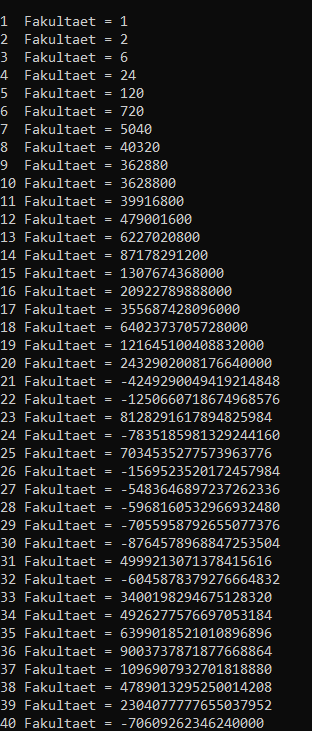 1  Fakultaet = 1
2  Fakultaet = 2
3  Fakultaet = 6
4  Fakultaet = 24
5  Fakultaet = 120
6  Fakultaet = 720
7  Fakultaet = 5040
8  Fakultaet = 40320
9  Fakultaet = 362880
10 Fakultaet = 3628800
11 Fakultaet = 39916800
12 Fakultaet = 479001600
13 Fakultaet = 6227020800
14 Fakultaet = 87178291200
15 Fakultaet = 1307674368000
16 Fakultaet = 20922789888000
17 Fakultaet = 355687428096000
18 Fakultaet = 6402373705728000
19 Fakultaet = 121645100408832000
20 Fakultaet = 2432902008176640000
21 Fakultaet = -4249290049419214848
22 Fakultaet = -1250660718674968576
23 Fakultaet = 8128291617894825984
24 Fakultaet = -7835185981329244160
25 Fakultaet = 7034535277573963776
26 Fakultaet = -1569523520172457984
27 Fakultaet = -5483646897237262336
28 Fakultaet = -5968160532966932480
29 Fakultaet = -7055958792655077376
30 Fakultaet = -8764578968847253504
31 Fakultaet = 4999213071378415616
32 Fakultaet = -6045878379276664832
33 Fakultaet = 3400198294675128320
34 Fakultaet = 4926277576697053184
35 Fakultaet = 6399018521010896896
36 Fakultaet = 9003737871877668864
37 Fakultaet = 1096907932701818880
38 Fakultaet = 4789013295250014208
39 Fakultaet = 2304077777655037952
40 Fakultaet = -70609262346240000